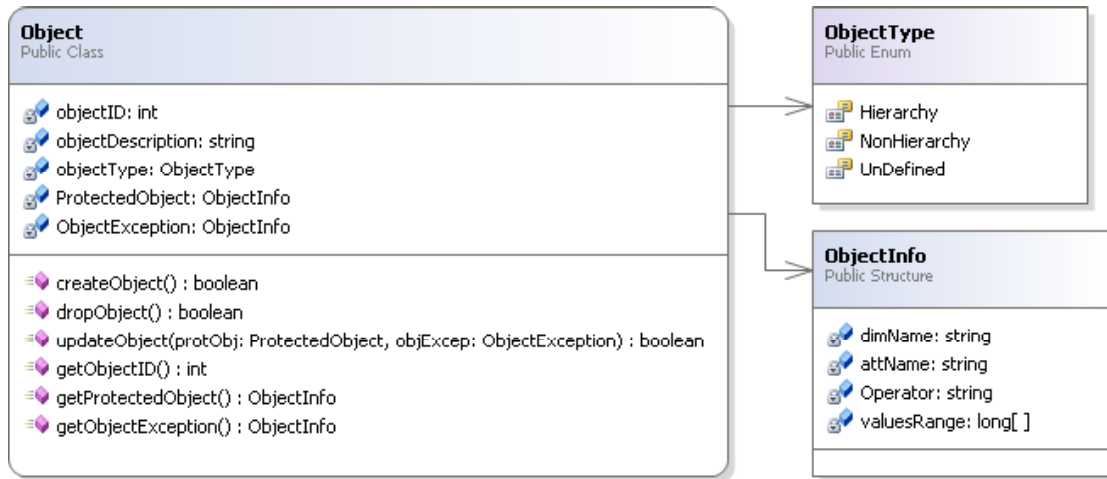 Object
Public Class
objectID: int
objectDescription: string
objectType: ObjectType
ProtectedObject: ObjectInfo
ObjectException: ObjectInfo
createObject() : boolean
dropObject() : boolean
updateObject(protObj: ProtectedObject, objExcep: ObjectException) : boolean
getObjectID() : int
getProtectedObject() : ObjectInfo
getObjectException() : ObjectInfo
ObjectType
Public Enum
Hierarchy
NonHierarchy
UnDefined
ObjectInfo
Public Structure
dimName: string
attName: string
Operator: string
valuesRange: long[ ]